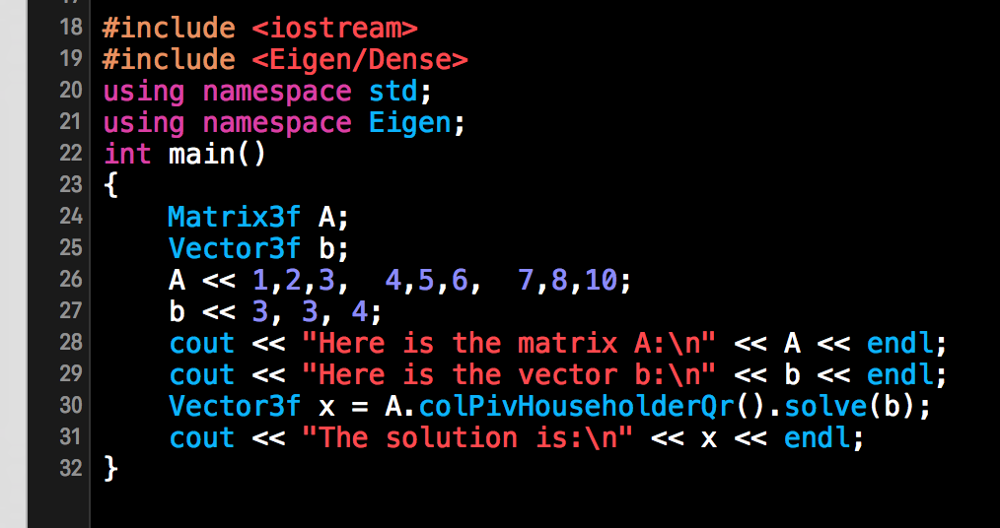 18 #include <iostream>
19 #include <Eigen/Dense>
20 using namespace std;
21 using namespace Eigen;
22 int main()
23 {
24     Matrix3f A;
25     Vector3f b;
26     A << 1,2,3,  4,5,6,  7,8,10;
27     b << 3, 3, 4;
28     cout << "Here is the matrix A:\n" << A << endl;
29     cout << "Here is the vector b:\n" << b << endl;
30     Vector3f x = A.colPivHouseholderQr().solve(b);
31     cout << "The solution is:\n" << x << endl;
32 }